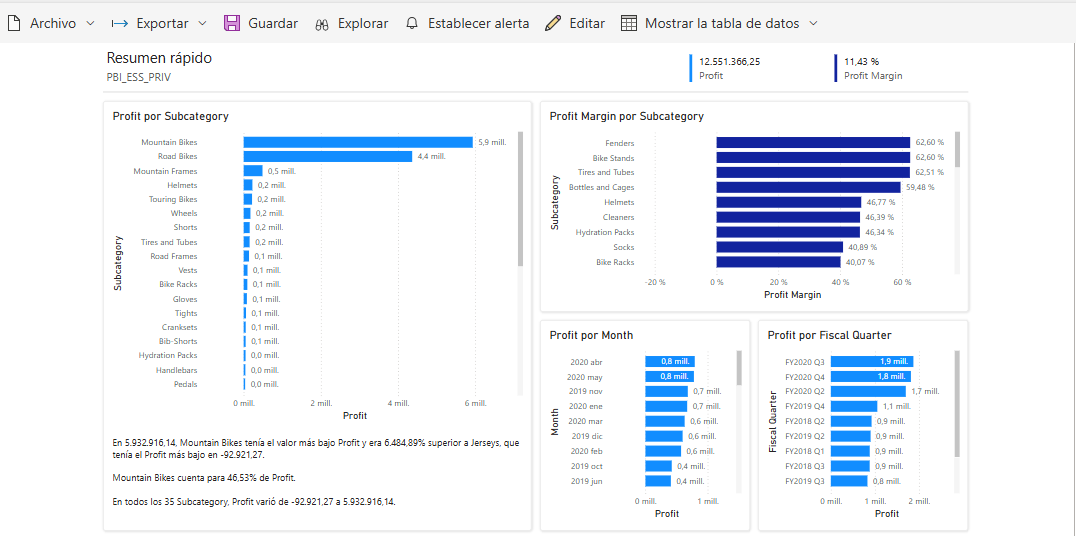 Archivo
Exportar
Guardar
Explorar
Establecer alerta
Editar
Mostrar la tabla de datos
Resumen rápido
PBI_ESS_PRIV
12.551.366,25
Profit
11,43 %
Profit Margin
Profit por Subcategory
Subcategory
Mountain Bikes 5,9 mill.
Road Bikes 4,4 mill.
Mountain Frames 0,5 mill.
Helmets 0,2 mill.
Touring Bikes 0,2 mill.
Wheels 0,2 mill.
Shorts 0,2 mill.
Tires and Tubes 0,2 mill.
Road Frames 0,1 mill.
Vests 0,1 mill.
Bike Racks 0,1 mill.
Gloves 0,1 mill.
Tights 0,1 mill.
Cranksets 0,1 mill.
Bib-Shorts 0,1 mill.
Hydration Packs 0,0 mill.
Handlebars 0,0 mill.
Pedals 0,0 mill.
0 mill. 2 mill. 4 mill. 6 mill.
Profit
En 5.932.916,14, Mountain Bikes tenía el valor más bajo Profit y era 6.484,89% superior a Jerseys, que
tenía el Profit más bajo en -92.921,27.
Mountain Bikes cuenta para 46,53% de Profit.
En todos los 35 Subcategory, Profit varió de -92.921,27 a 5.932.916,14.
Profit Margin por Subcategory
Subcategory
Fenders 62,60 %
Bike Stands 62,60 %
Tires and Tubes 62,51 %
Bottles and Cages 59,48 %
Helmets 46,77 %
Cleaners 46,39 %
Hydration Packs 46,34 %
Socks 40,89 %
Bike Racks 40,07 %
-20 % 0 % 20 % 40 % 60 %
Profit Margin
Profit por Month
Month
2020 abr 0,8 mill.
2020 may 0,8 mill.
2019 nov 0,7 mill.
2020 ene 0,7 mill.
2020 mar 0,6 mill.
2019 dic 0,6 mill.
2020 feb 0,6 mill.
2019 oct 0,4 mill.
2019 jun 0,4 mill.
0 mill. 1 mill.
Profit
Profit por Fiscal Quarter
Fiscal Quarter
FY2020 Q3 1,9 mill.
FY2020 Q4 1,8 mill.
FY2020 Q2 1,7 mill.
FY2019 Q4 1,1 mill.
FY2018 Q2 0,9 mill.
FY2019 Q2 0,9 mill.
FY2018 Q1 0,9 mill.
FY2018 Q3 0,9 mill.
FY2019 Q3 0,8 mill.
0 mill. 1 mill. 2 mill.
Profit